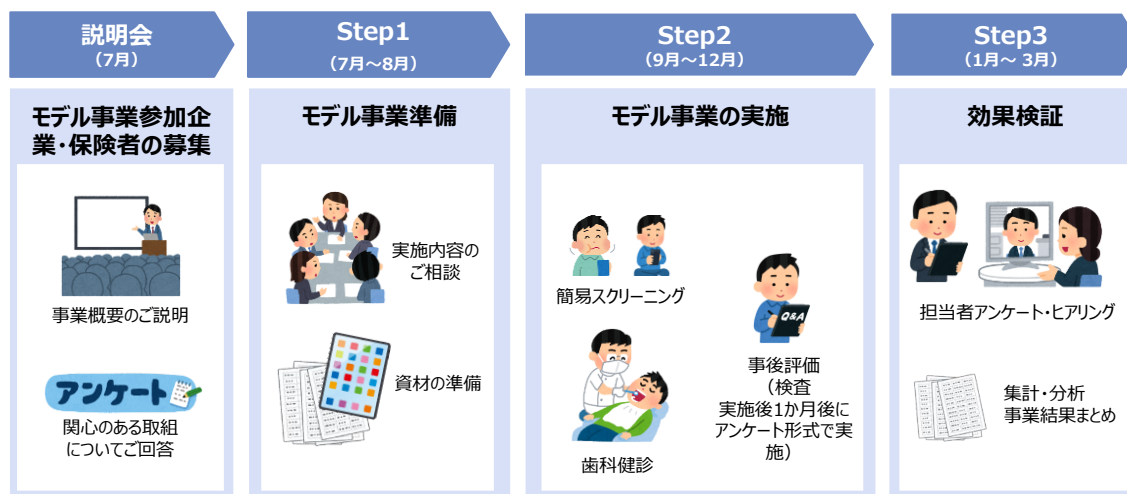 説明会
（7月）
モデル事業参加企
業・保険者の募集
事業概要のご説明
アンケート
関心のある取組
についてご回答
Step1
（7月～8月）
モデル事業準備
実施内容の
ご相談
資材の準備
Step2
（9月～12月）
モデル事業の実施
簡易スクリーニング
歯科健診
Q&A
事後評価
（検査
実施後1か月後に
アンケート形式で実
施）
Step3
（1月～ 3月）
効果検証
担当者アンケート・ヒアリング
集計・分析
事業結果まとめ